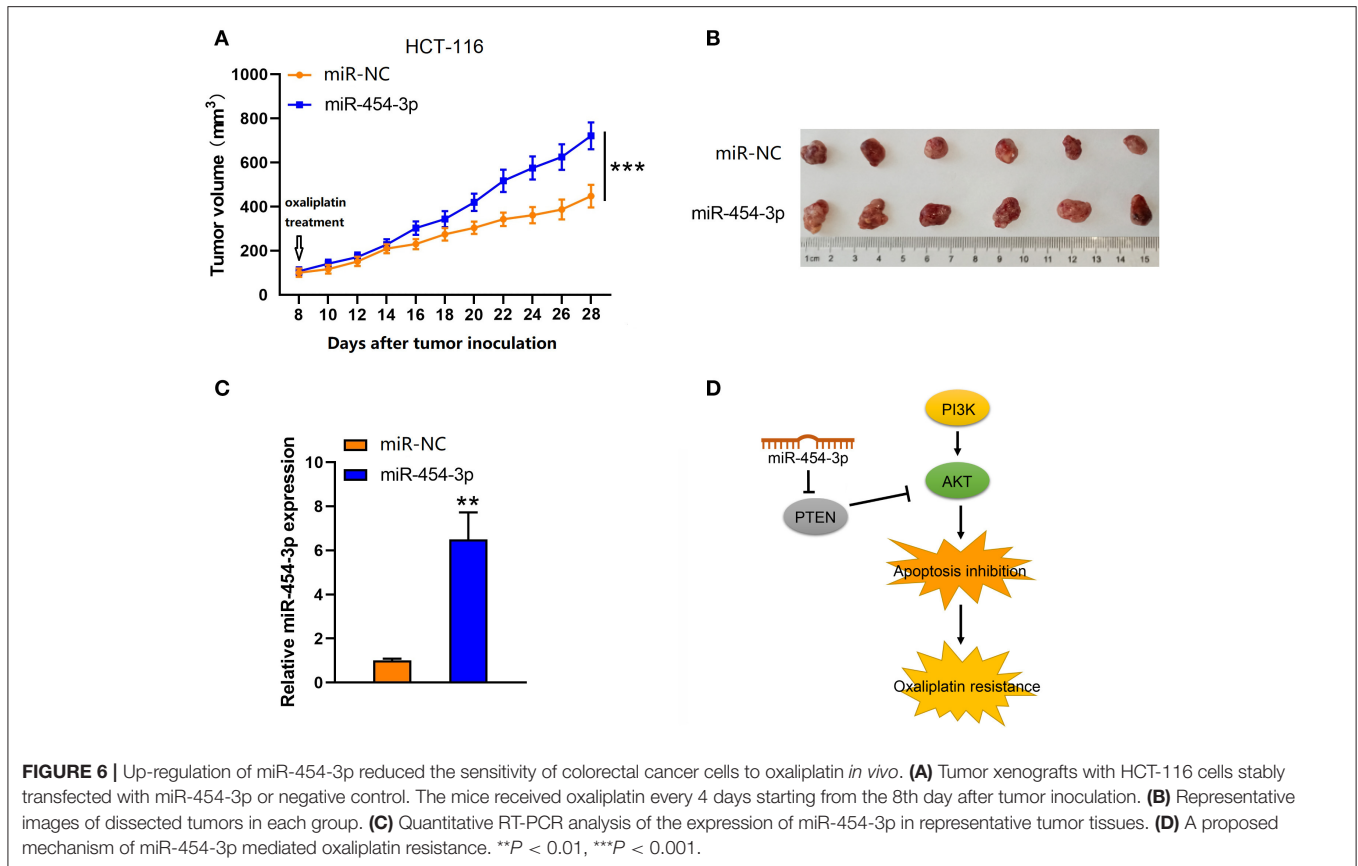 A
HCT-116
miR-NC
miR-454-3p
Tumor volume (mm³)
1000
800
600
400
200
0
oxaliplatin
treatment
***
8 10 12 14 16 18 20 22 24 26 28
Days after tumor inoculation
B
miR-NC
miR-454-3p
1cm 2 3 4 5 6 7 8 9 10 11 12 13 14 15
C
miR-NC
miR-454-3p
Relative miR-454-3p expression
10
8
6
4
2
0
**
D
PI3K
miR-454-3p
AKT
PTEN
Apoptosis inhibition
Oxaliplatin resistance
FIGURE 6 | Up-regulation of miR-454-3p reduced the sensitivity of colorectal cancer cells to oxaliplatin in vivo. (A) Tumor xenografts with HCT-116 cells stably
transfected with miR-454-3p or negative control. The mice received oxaliplatin every 4 days starting from the 8th day after tumor inoculation. (B) Representative
images of dissected tumors in each group. (C) Quantitative RT-PCR analysis of the expression of miR-454-3p in representative tumor tissues. (D) A proposed
mechanism of miR-454-3p mediated oxaliplatin resistance. **P < 0.01, ***P < 0.001.